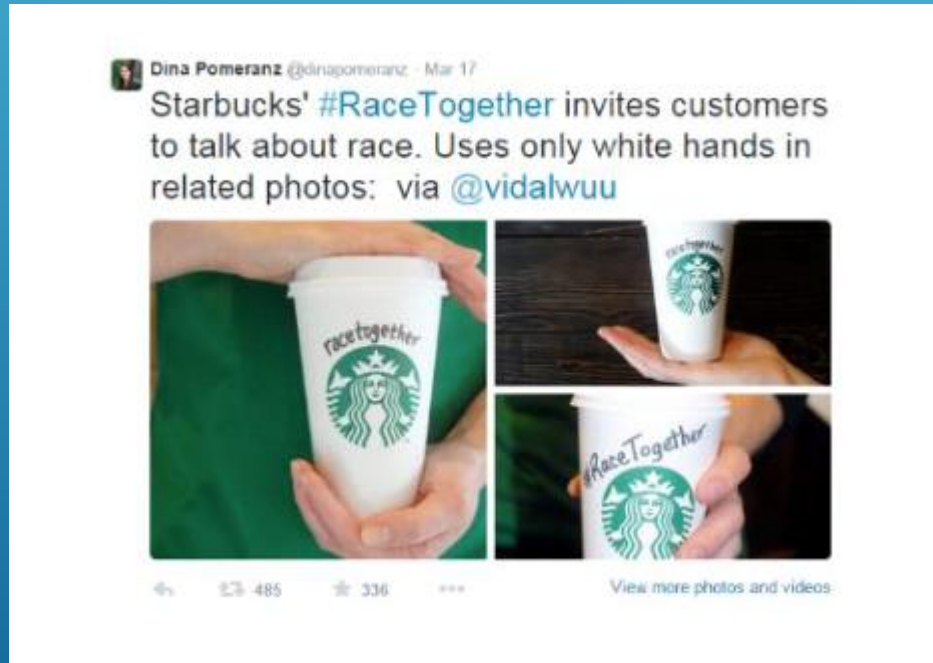 Dina Pomeranz @dinapomeranz · Mar 17
Starbucks' #RaceTogether invites customers
to talk about race. Uses only white hands in
related photos: via @vidalwuu
racetogether
racetogether
#RaceTogether
485 336
View more photos and videos